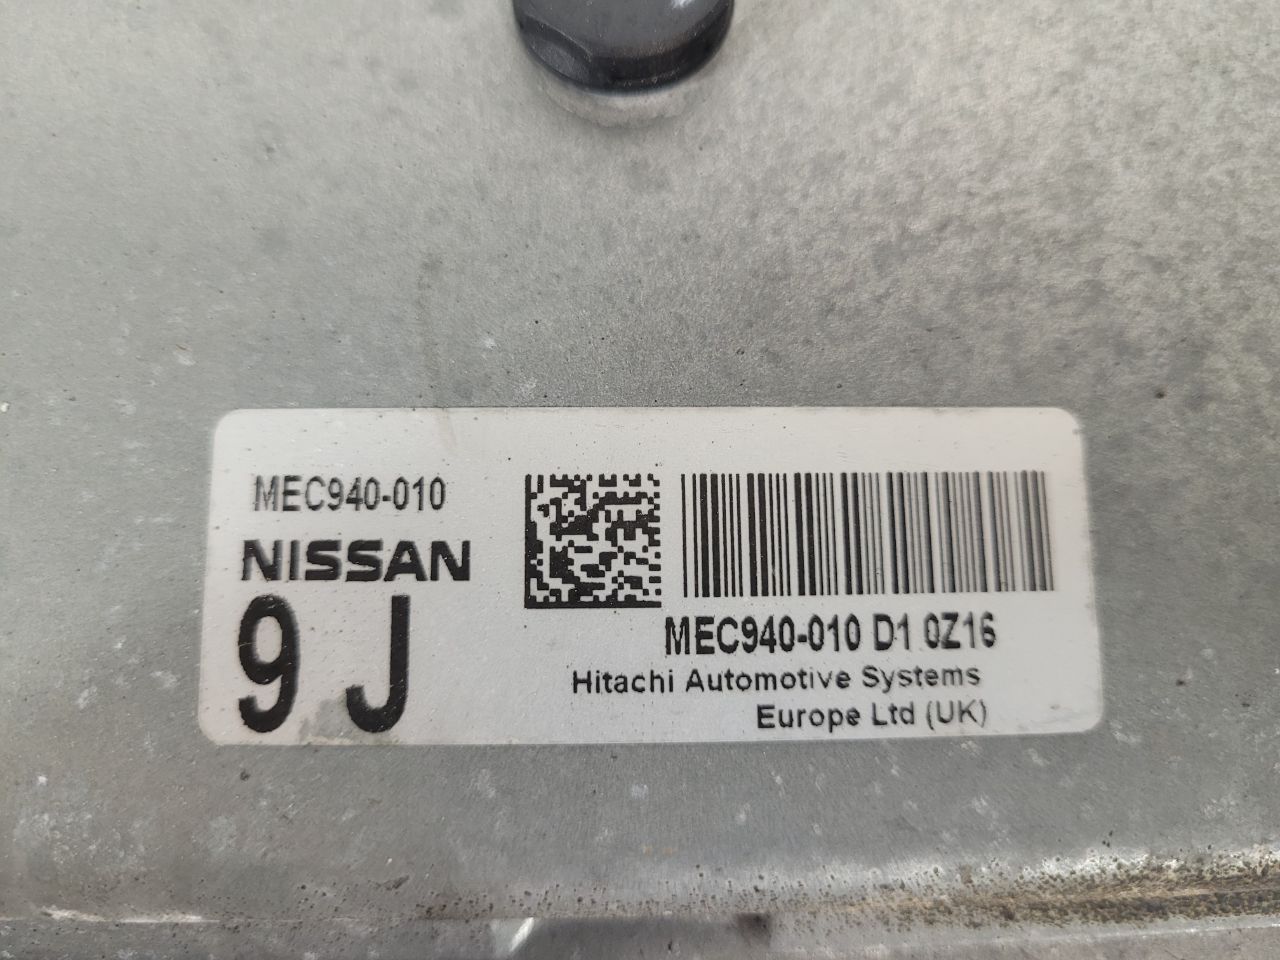 MEC940-010
NISSAN
9 J
MEC940-010 D1 0Z16
Hitachi Automotive Systems
Europe Ltd (UK)